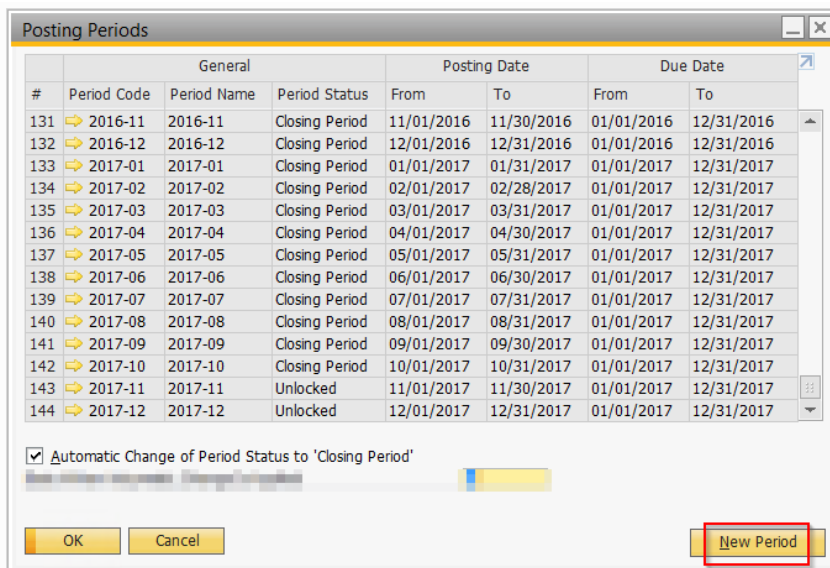 Posting Periods
General Posting Date Due Date
# Period Code Period Name Period Status From To From To
131 2016-11 2016-11 Closing Period 11/01/2016 11/30/2016 01/01/2016 12/31/2016
132 2016-12 2016-12 Closing Period 12/01/2016 12/31/2016 01/01/2016 12/31/2016
133 2017-01 2017-01 Closing Period 01/01/2017 01/31/2017 01/01/2017 12/31/2017
134 2017-02 2017-02 Closing Period 02/01/2017 02/28/2017 01/01/2017 12/31/2017
135 2017-03 2017-03 Closing Period 03/01/2017 03/31/2017 01/01/2017 12/31/2017
136 2017-04 2017-04 Closing Period 04/01/2017 04/30/2017 01/01/2017 12/31/2017
137 2017-05 2017-05 Closing Period 05/01/2017 05/31/2017 01/01/2017 12/31/2017
138 2017-06 2017-06 Closing Period 06/01/2017 06/30/2017 01/01/2017 12/31/2017
139 2017-07 2017-07 Closing Period 07/01/2017 07/31/2017 01/01/2017 12/31/2017
140 2017-08 2017-08 Closing Period 08/01/2017 08/31/2017 01/01/2017 12/31/2017
141 2017-09 2017-09 Closing Period 09/01/2017 09/30/2017 01/01/2017 12/31/2017
142 2017-10 2017-10 Closing Period 10/01/2017 10/31/2017 01/01/2017 12/31/2017
143 2017-11 2017-11 Unlocked 11/01/2017 11/30/2017 01/01/2017 12/31/2017
144 2017-12 2017-12 Unlocked 12/01/2017 12/31/2017 01/01/2017 12/31/2017
Automatic Change of Period Status to 'Closing Period'
OK Cancel New Period